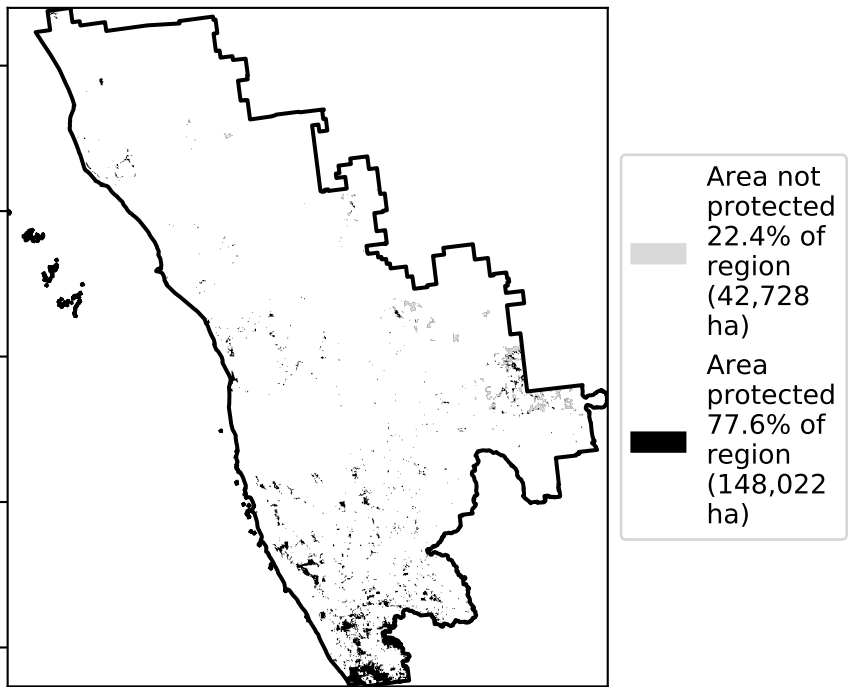 Area not
protected
22.4% of
region
(42,728
ha)
Area
protected
77.6% of
region
(148,022
ha)